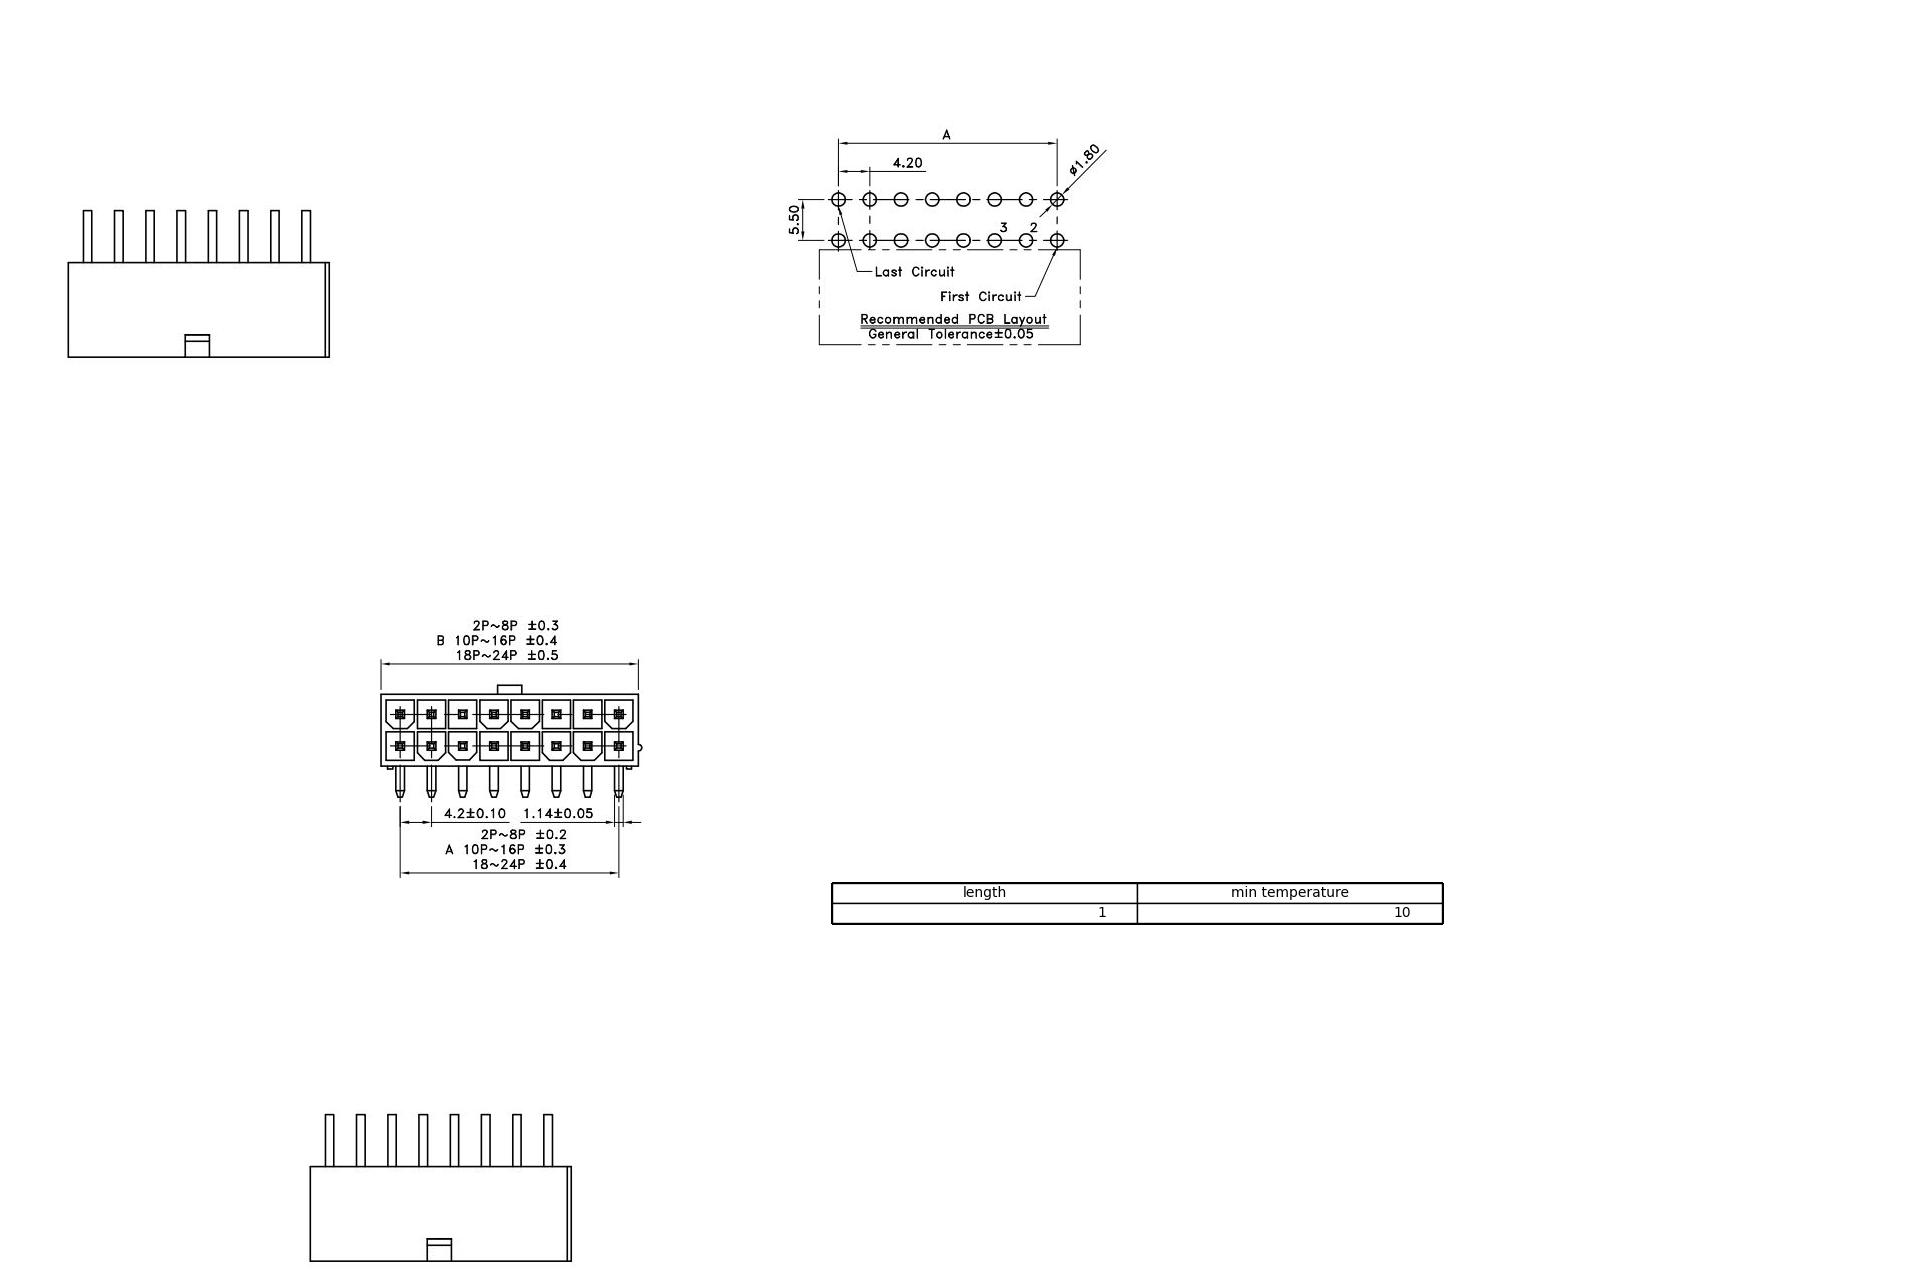 A
4.20
ø1.80
5.50
3 2
Last Circuit
First Circuit
Recommended PCB Layout
General Tolerance±0.05
2P~8P ±0.3
B 10P~16P ±0.4
18P~24P ±0.5
4.2±0.10 1.14±0.05
2P~8P ±0.2
A 10P~16P ±0.3
18~24P ±0.4
length min temperature
1 10